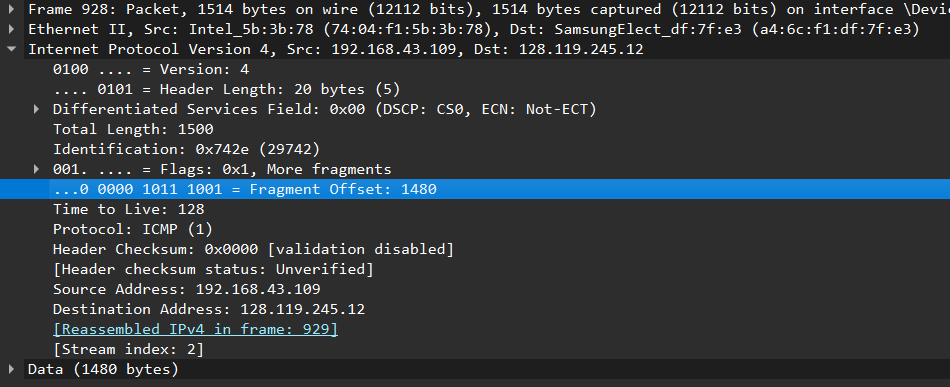 Frame 928: Packet, 1514 bytes on wire (12112 bits), 1514 bytes captured (12112 bits) on interface \Devi
Ethernet II, Src: Intel_5b:3b:78 (74:04:f1:5b:3b:78), Dst: SamsungElect_df:7f:e3 (a4:6c:f1:df:7f:e3)
Internet Protocol Version 4, Src: 192.168.43.109, Dst: 128.119.245.12
0100 .... = Version: 4
.... 0101 = Header Length: 20 bytes (5)
Differentiated Services Field: 0x00 (DSCP: CS0, ECN: Not-ECT)
Total Length: 1500
Identification: 0x742e (29742)
001. .... = Flags: 0x1, More fragments
...0 0000 1011 1001 = Fragment Offset: 1480
Time to Live: 128
Protocol: ICMP (1)
Header Checksum: 0x0000 [validation disabled]
[Header checksum status: Unverified]
Source Address: 192.168.43.109
Destination Address: 128.119.245.12
[Reassembled IPv4 in frame: 929]
[Stream index: 2]
Data (1480 bytes)